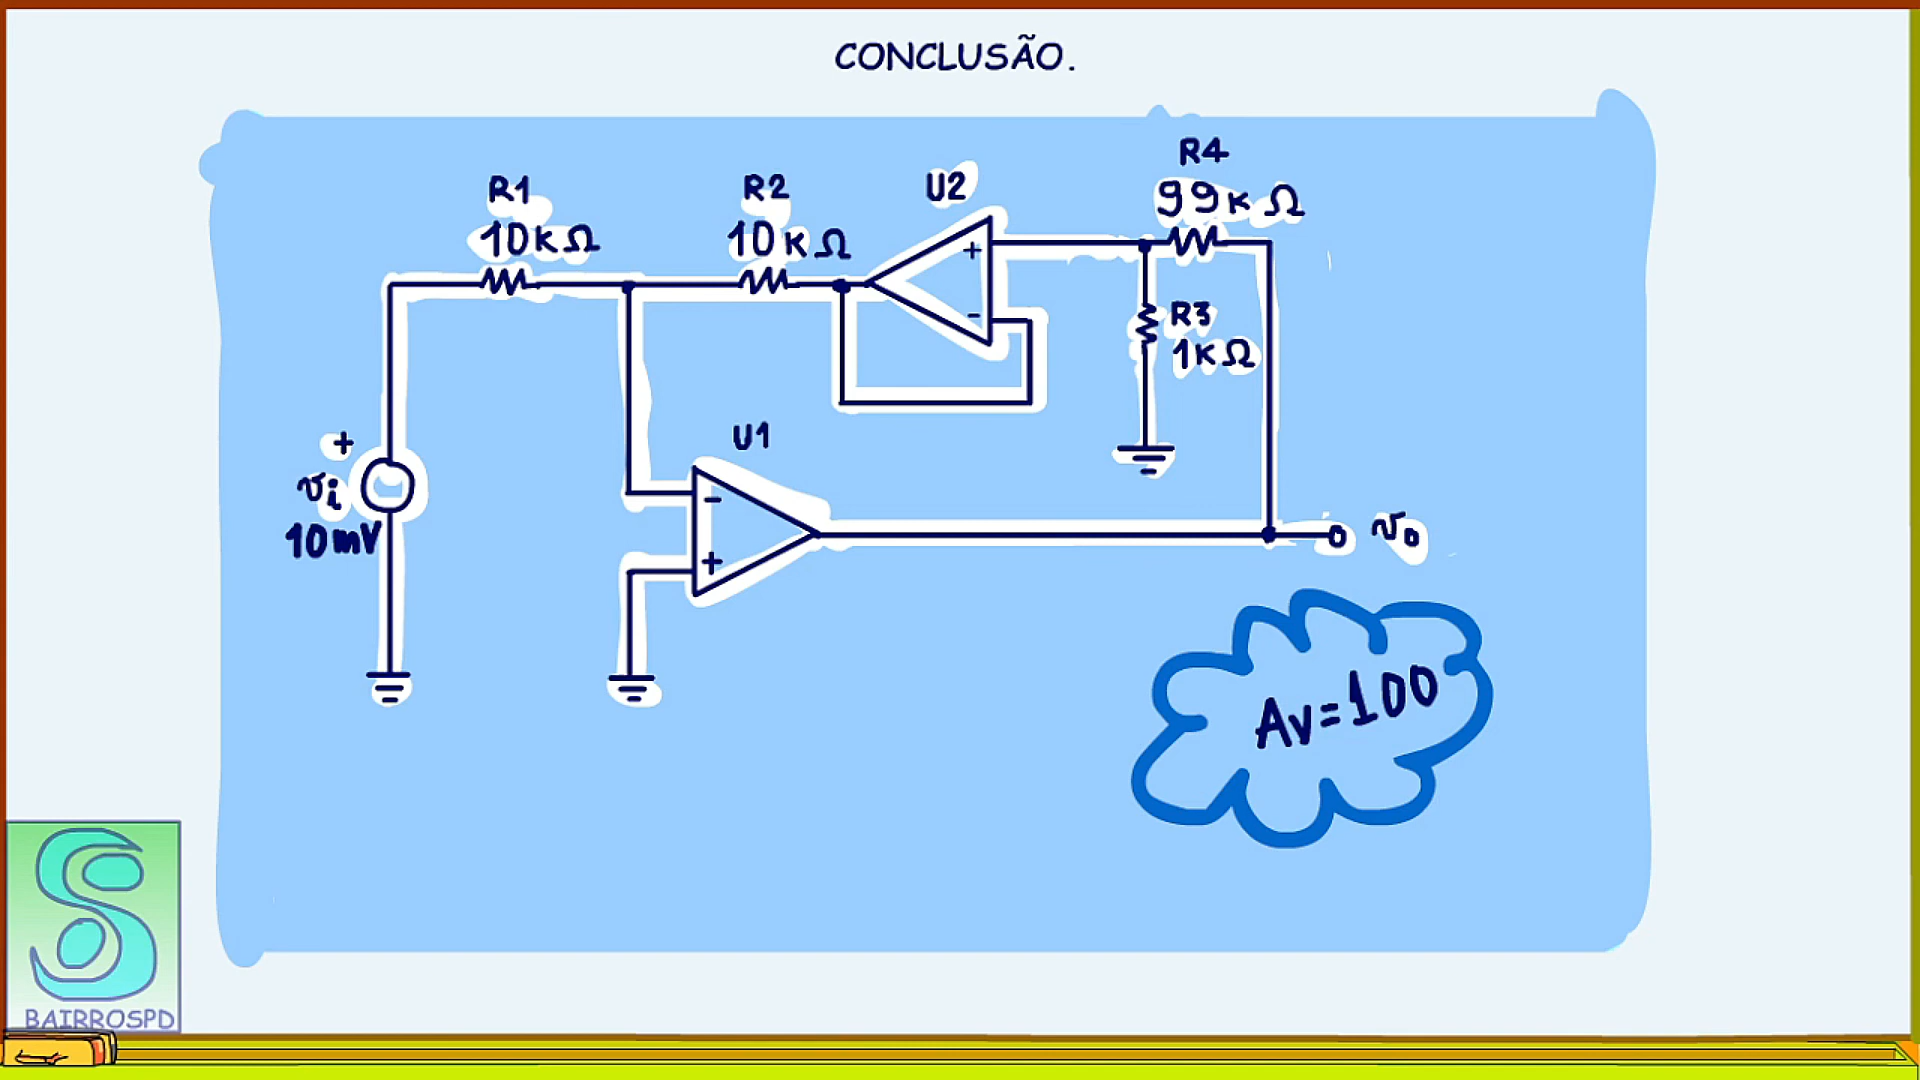 CONCLUSÃO.
R4
99KΩ
R1
10KΩ
R2
10KΩ
U2
+
-
R3
1KΩ
U1
+
vi
10mV
-
+
vo
Av=100
BAIRROSPD